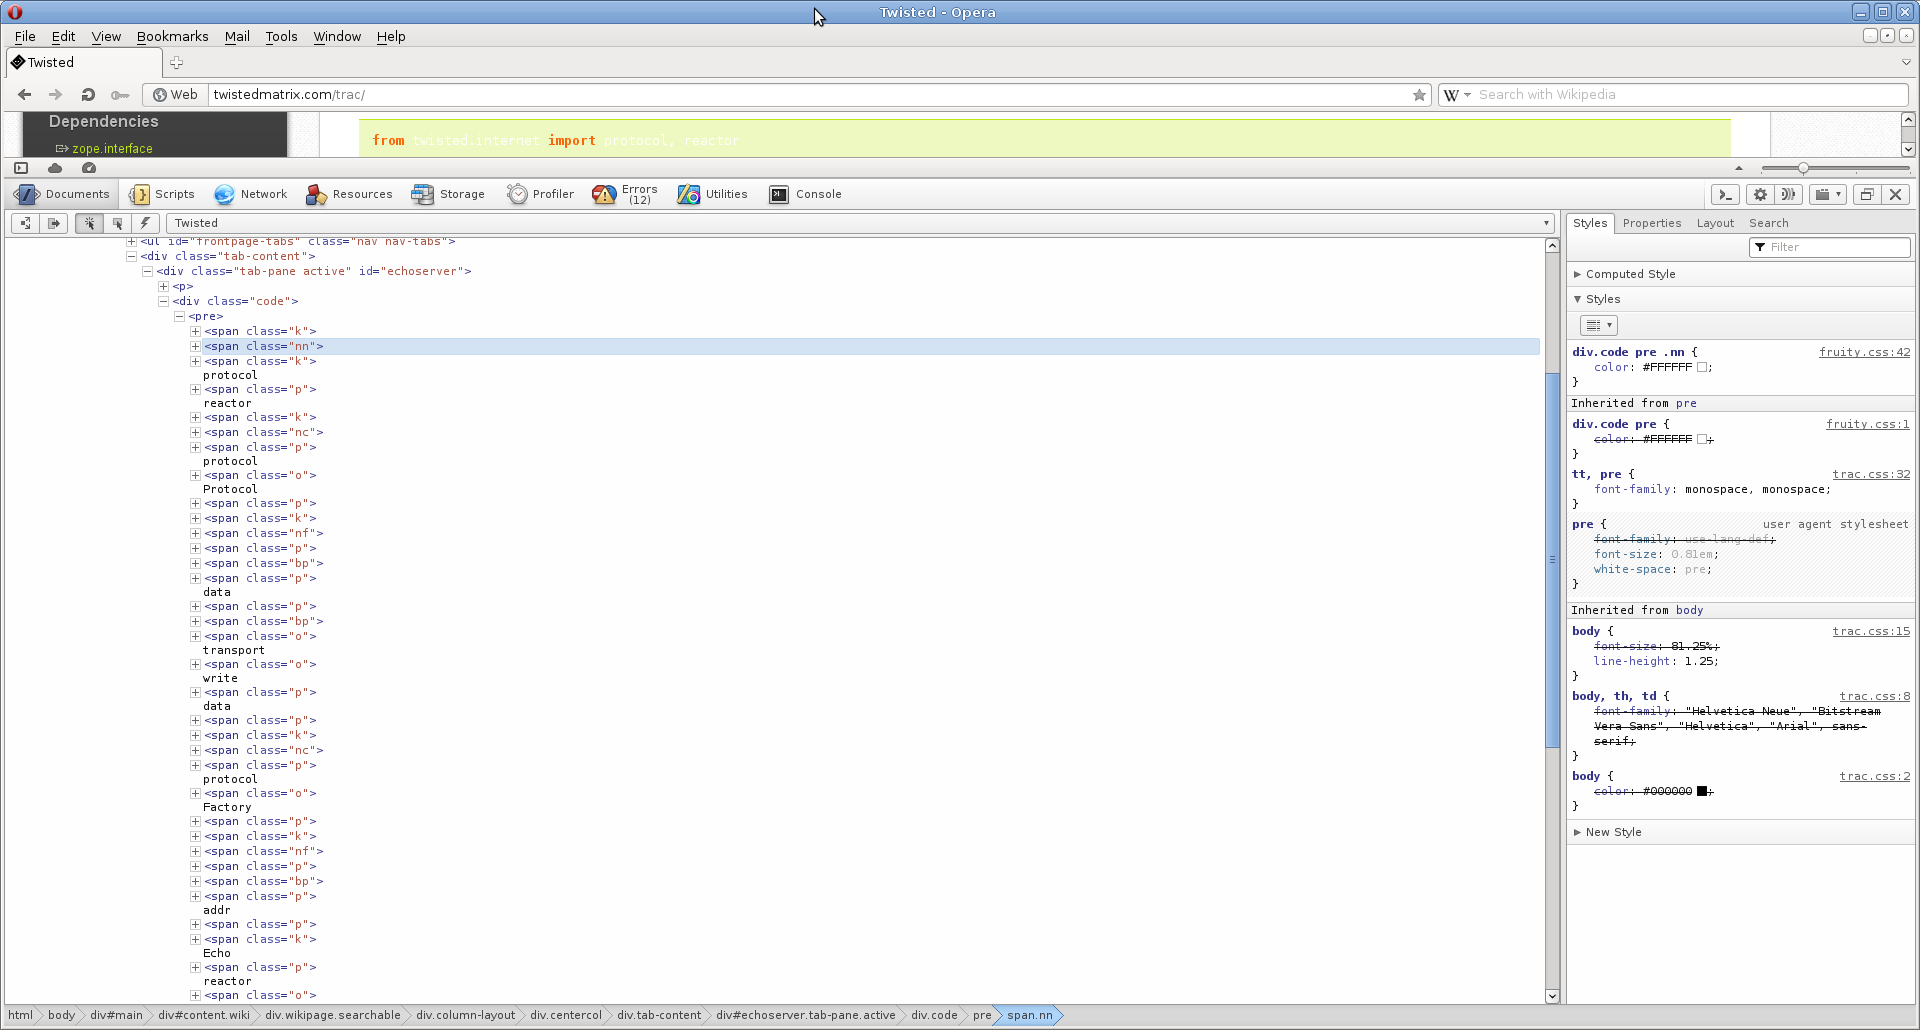 Twisted - Opera
File Edit View Bookmarks Mail Tools Window Help
Twisted
Web twistedmatrix.com/trac/ W Search with Wikipedia
Dependencies
zope.interface
from twisted.internet import protocol, reactor
Documents Scripts Network Resources Storage Profiler Errors (12) Utilities Console
Twisted
<ul id="frontpage-tabs" class="nav nav-tabs">
<div class="tab-content">
<div class="tab-pane active" id="echoserver">
<p>
<div class="code">
<pre>
<span class="k">
<span class="nn">
<span class="k">
protocol
<span class="p">
reactor
<span class="k">
<span class="nc">
<span class="p">
protocol
<span class="o">
Protocol
<span class="p">
<span class="k">
<span class="nf">
<span class="p">
<span class="bp">
<span class="p">
data
<span class="p">
<span class="bp">
<span class="o">
transport
<span class="o">
write
<span class="p">
data
<span class="p">
<span class="k">
<span class="nc">
<span class="p">
protocol
<span class="o">
Factory
<span class="p">
<span class="k">
<span class="nf">
<span class="p">
<span class="bp">
<span class="p">
addr
<span class="p">
<span class="k">
Echo
<span class="p">
reactor
<span class="o">
Styles Properties Layout Search
Filter
Computed Style
Styles
div.code pre .nn { fruity.css:42
color: #FFFFFF ;
}
Inherited from pre
div.code pre { fruity.css:1
color: #FFFFFF ;
}
tt, pre { trac.css:32
font-family: monospace, monospace;
}
pre { user agent stylesheet
font-family: use-lang-def;
font-size: 0.81em;
white-space: pre;
}
Inherited from body
body { trac.css:15
font-size: 81.25%;
line-height: 1.25;
}
body, th, td { trac.css:8
font-family: "Helvetica Neue", "Bitstream
Vera Sans", "Helvetica", "Arial", sans-
serif;
}
body { trac.css:2
color: #000000 ;
}
New Style
html body div#main div#content.wiki div.wikipage.searchable div.column-layout div.centercol div.tab-content div#echoserver.tab-pane.active div.code pre span.nn